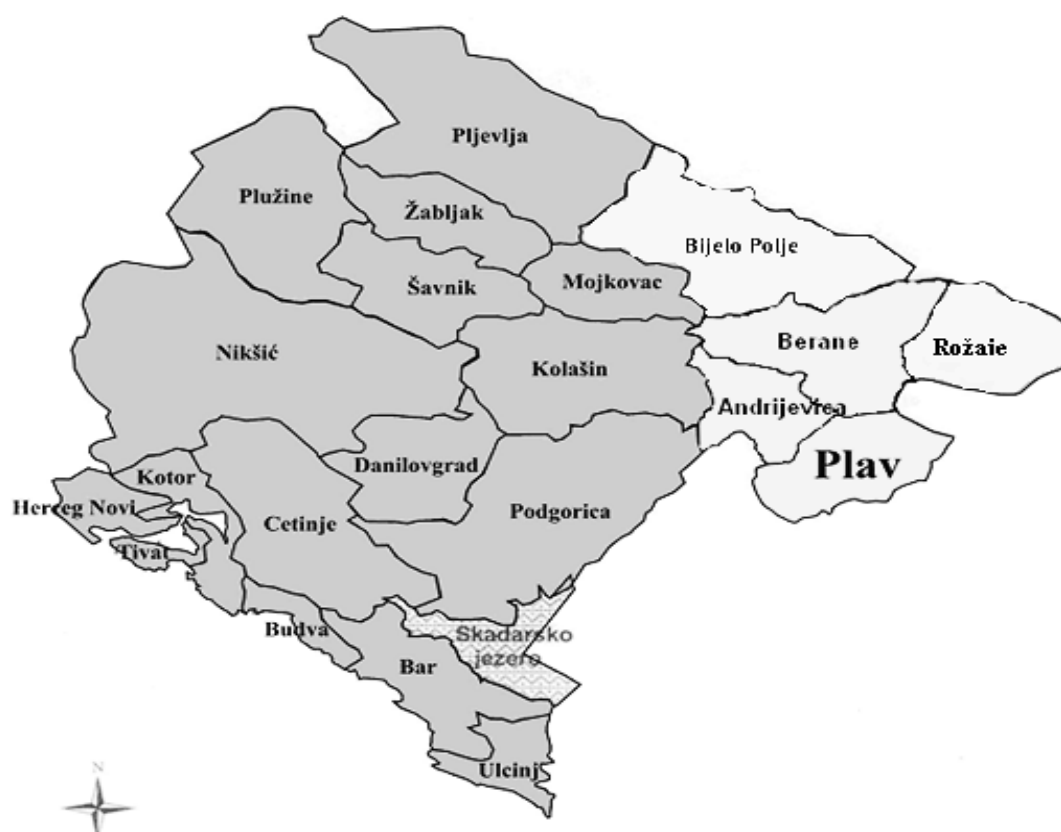 Pljevlja
Plužine
Žabljak
Bijelo Polje
Šavnik
Mojkovac
Nikšić
Kolašin
Berane
Rožaie
Andrijevica
Danilovgrad
Plav
Kotor
Herceg Novi
Cetinje
Podgorica
Tivat
Budva
Skadarsko
jezero
Bar
Ulcinj
N